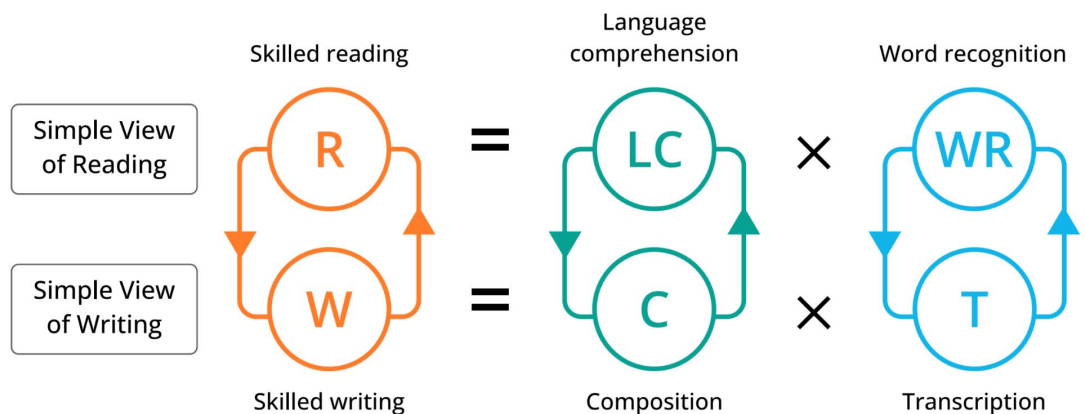 Skilled reading
Language
comprehension
Word recognition
Simple View
of Reading
R = LC × WR
Simple View
of Writing
W = C × T
Skilled writing
Composition
Transcription